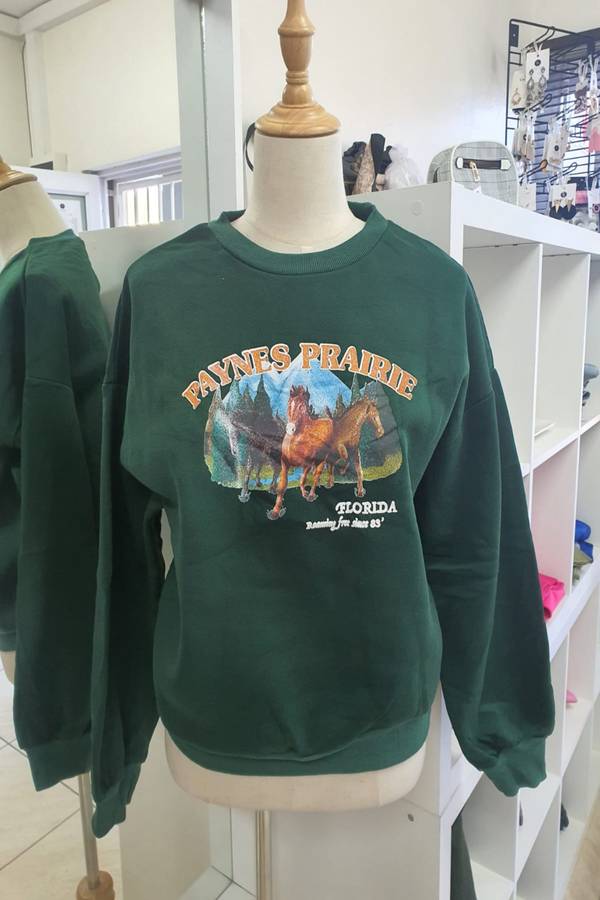 PAYNES PRAIRIE
FLORIDA
Roaming free since 83'